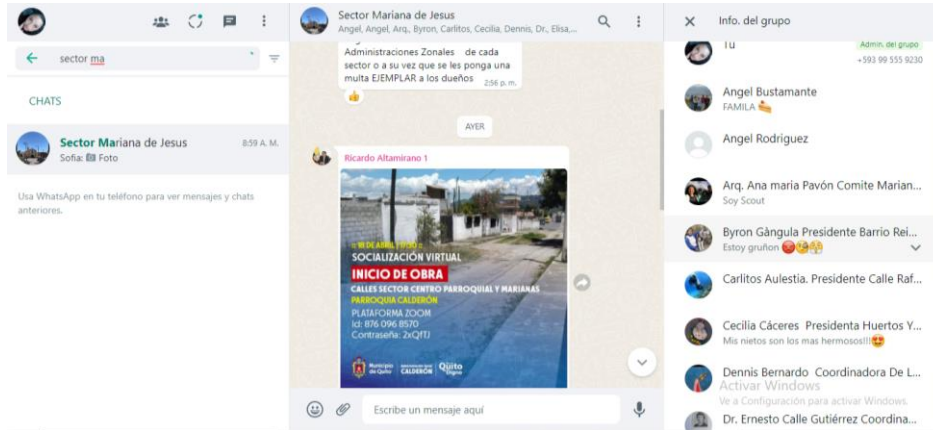 sector ma
CHATS
Sector Mariana de Jesus
8:59 A. M.
Sofia: Foto
Usa WhatsApp en tu teléfono para ver mensajes y chats
anteriores.
Sector Mariana de Jesus
Angel, Angel, Arq., Byron, Carlitos, Cecilia, Dennis, Dr., Elisa,...
Administraciones Zonales de cada
sector o a su vez que se les ponga una
multa EJEMPLAR a los dueños
2:56 p. m.
AYER
Ricardo Altamirano 1
18 DE ABRIL
SOCIALIZACIÓN VIRTUAL
INICIO DE OBRA
CALLES SECTOR CENTRO PARROQUIAL Y MARIANAS
PARROQUIA CALDERÓN
PLATAFORMA ZOOM
Id: 876 096 8570
Contraseña: 2xQfTJ
Municipio
de Quito
CALDERÓN
Quito
Digno
Escribe un mensaje aquí
Info. del grupo
Tú
Admin. del grupo
+593 99 555 9230
Angel Bustamante
FAMILA 🍰
Angel Rodriguez
Arq. Ana maria Pavón Comite Marian...
Soy Scout
Byron Gàngula Presidente Barrio Rei...
Estoy gruñon
Carlitos Aulestia. Presidente Calle Raf...
Cecilia Cáceres Presidenta Huertos Y...
Mis nietos son los mas hermosos!!!😍
Dennis Bernardo Coordinadora De L...
Activar Windows
Ve a Configuración para activar Windows.
Dr. Ernesto Calle Gutiérrez Coordina...